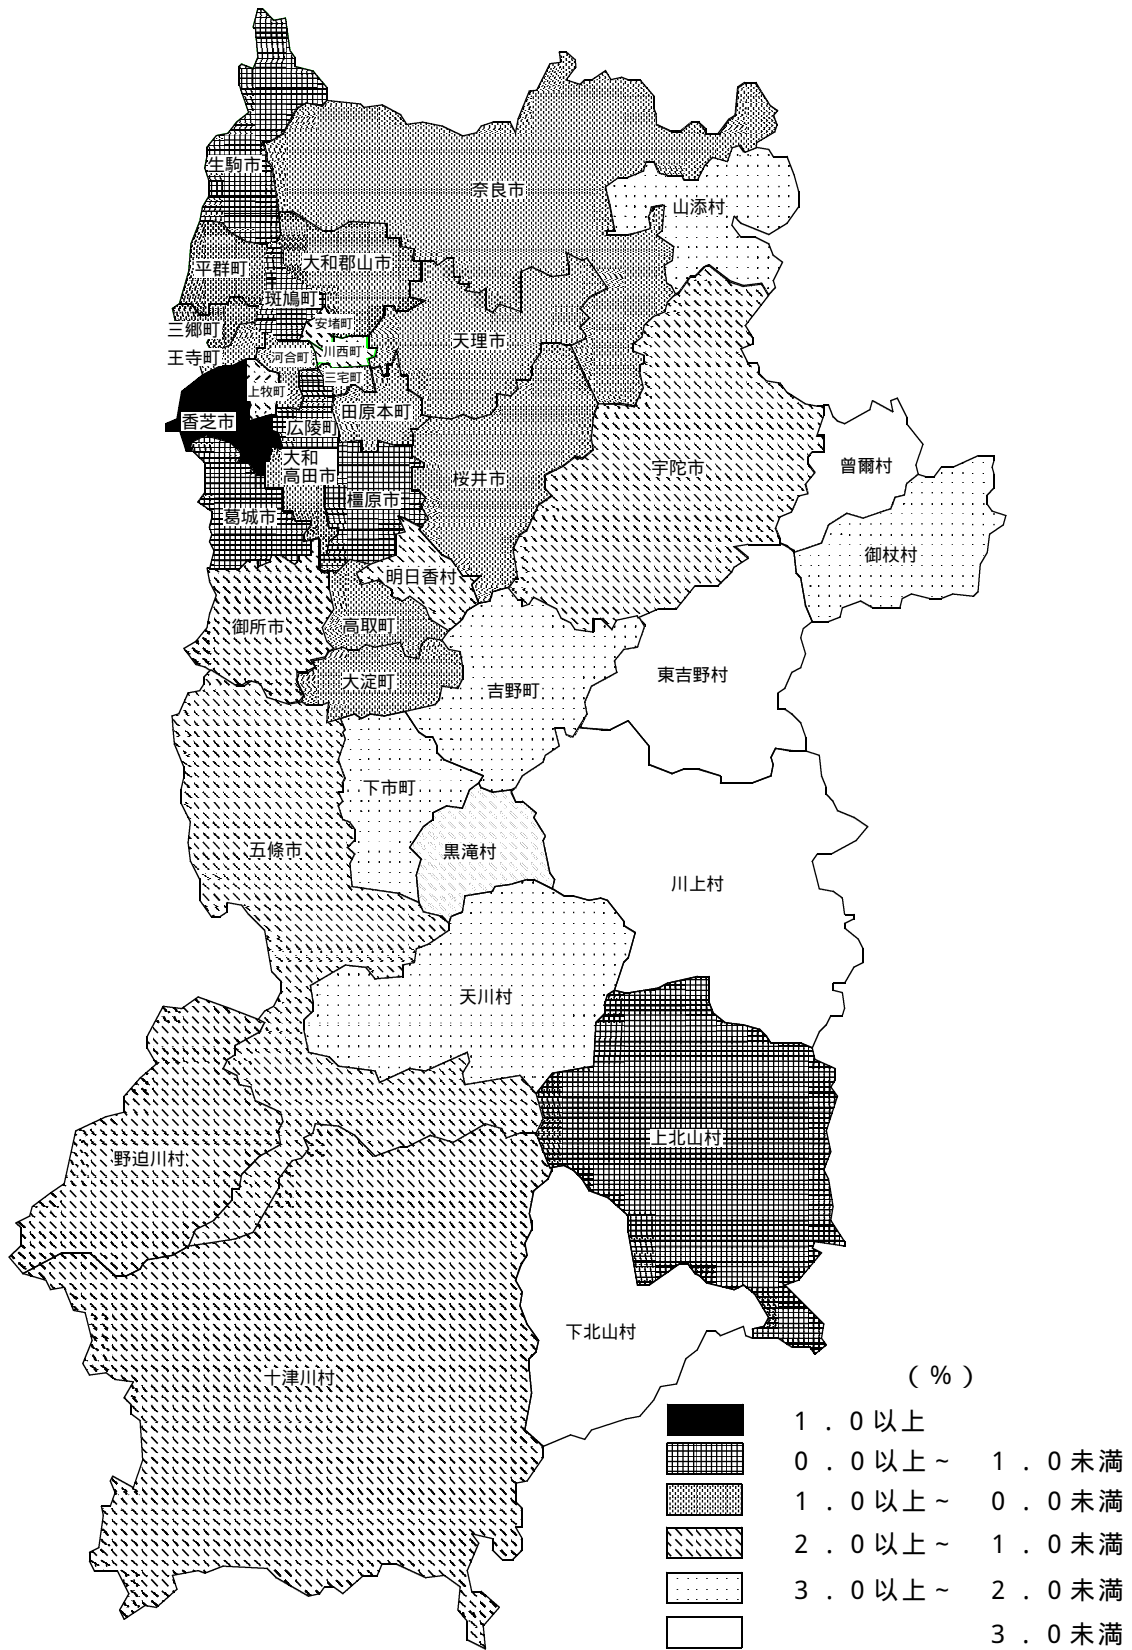 生駒市
奈良市
山添村
平群町
大和郡山市
斑鳩町
三郷町
安堵町
天理市
王寺町
河合町
川西町
上牧町
三宅町
香芝市
広陵町
田原本町
大和
高田市
橿原市
桜井市
宇陀市
曾爾村
葛城市
御杖村
明日香村
御所市
高取町
大淀町
吉野町
東吉野村
下市町
五條市
黒滝村
川上村
天川村
上北山村
野迫川村
下北山村
十津川村
(%)
1.0以上
0.0以上~ 1.0未満
1.0以上~ 0.0未満
2.0以上~ 1.0未満
3.0以上~ 2.0未満
3.0未満